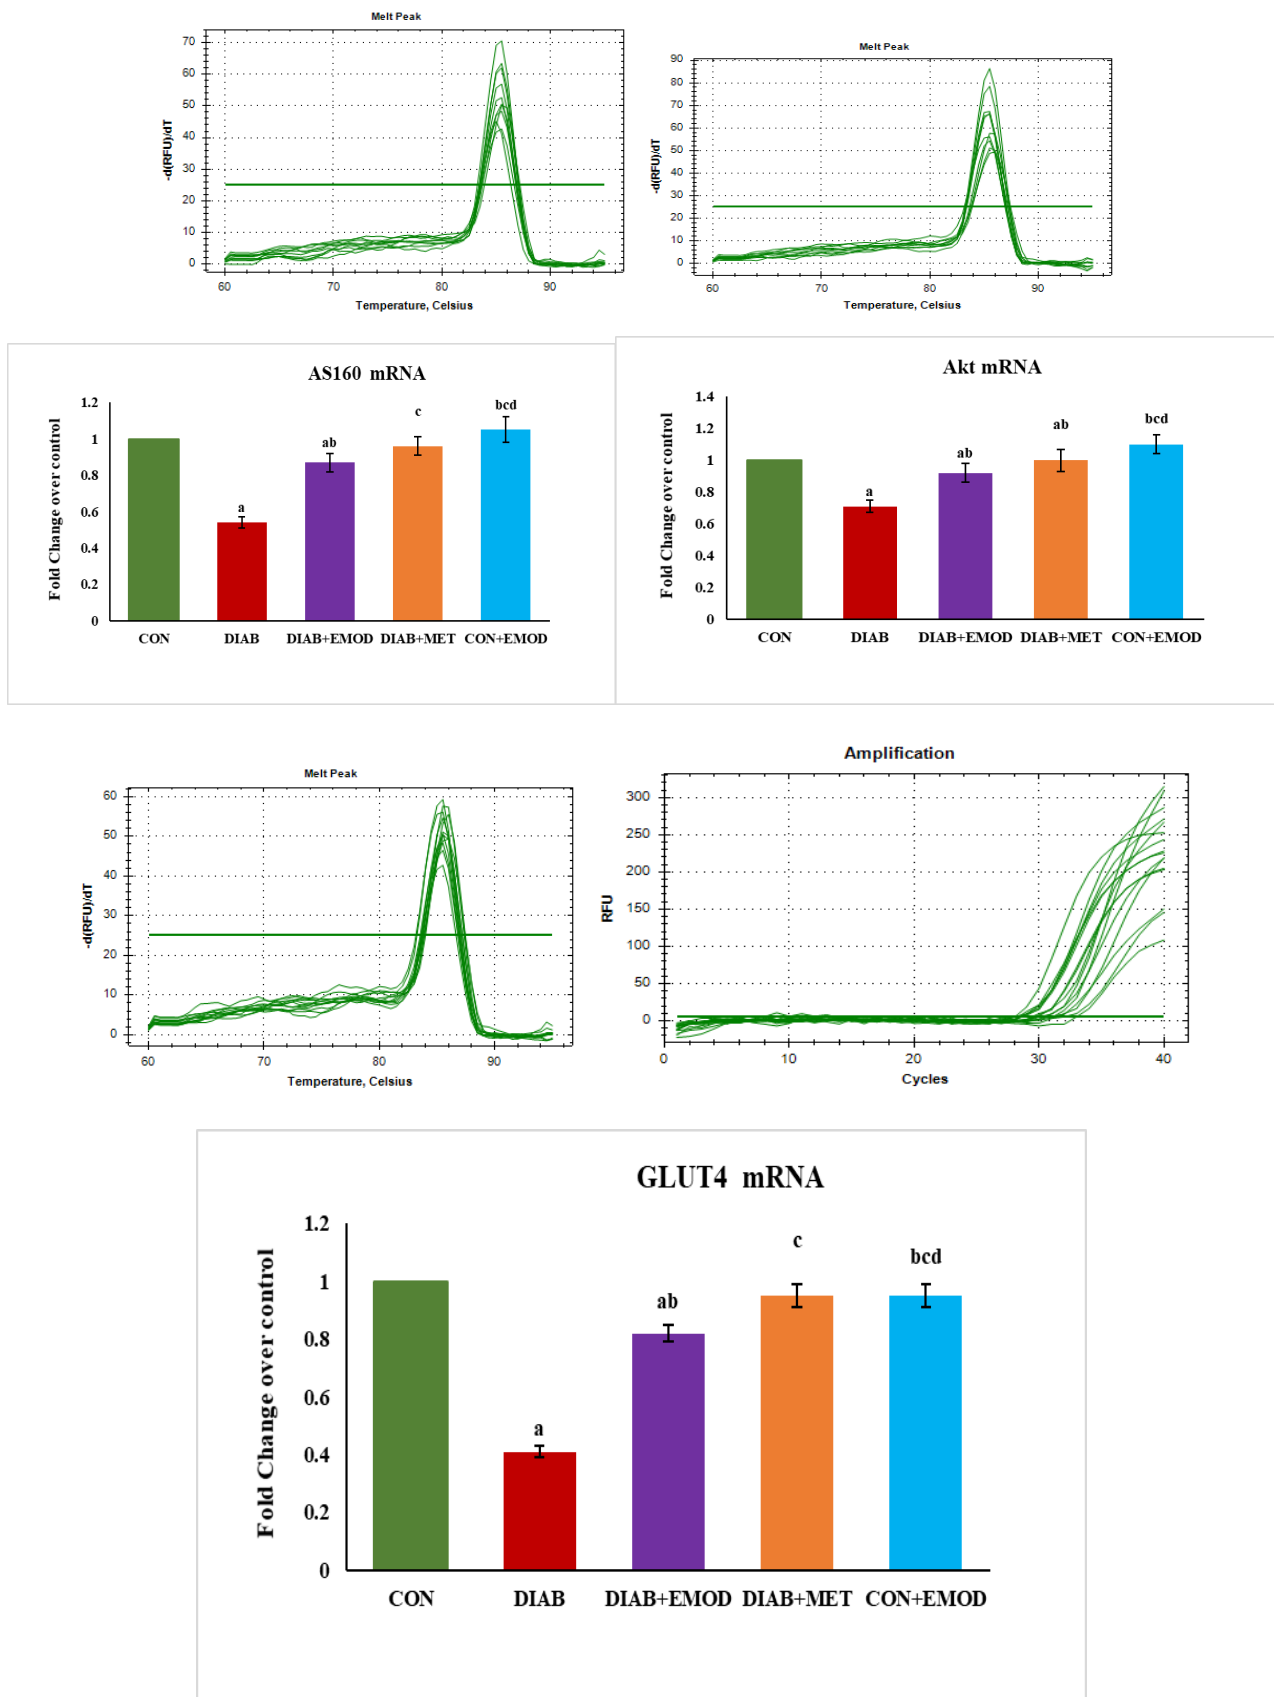 Melt Peak
-d(RFU)/dT
70
60
50
40
30
20
10
0
60
70
80
90
Temperature, Celsius
Melt Peak
-d(RFU)/dT
90
80
70
60
50
40
30
20
10
0
60
70
80
90
Temperature, Celsius
AS160 mRNA
Fold Change over control
1.2
1
0.8
0.6
0.4
0.2
0
a
ab
c
bcd
CON
DIAB
DIAB+EMOD
DIAB+MET
CON+EMOD
Akt mRNA
Fold Change over control
1.4
1.2
1
0.8
0.6
0.4
0.2
0
a
ab
ab
bcd
CON
DIAB
DIAB+EMOD
DIAB+MET
CON+EMOD
Melt Peak
-d(RFU)/dT
60
50
40
30
20
10
0
60
70
80
90
Temperature, Celsius
Amplification
RFU
300
250
200
150
100
50
0
0
10
20
30
40
Cycles
GLUT4 mRNA
Fold Change over control
1.2
1
0.8
0.6
0.4
0.2
0
a
ab
c
bcd
CON
DIAB
DIAB+EMOD
DIAB+MET
CON+EMOD